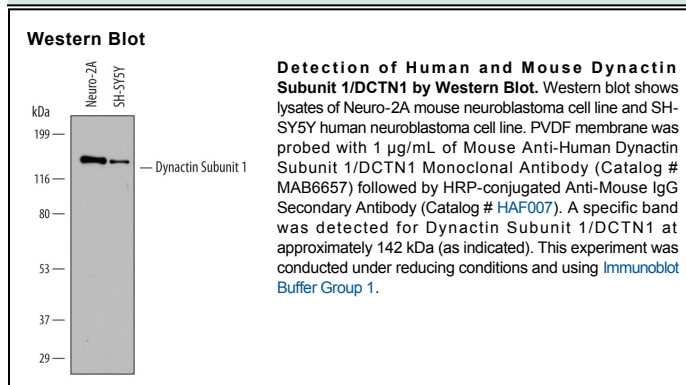 Western Blot
Neuro-2A
SH-SY5Y
kDa
199
116
80
53
37
29
Dynactin Subunit 1
Detection of Human and Mouse Dynactin
Subunit 1/DCTN1 by Western Blot. Western blot shows
lysates of Neuro-2A mouse neuroblastoma cell line and SH-
SY5Y human neuroblastoma cell line. PVDF membrane was
probed with 1 µg/mL of Mouse Anti-Human Dynactin
Subunit 1/DCTN1 Monoclonal Antibody (Catalog #
MAB6657) followed by HRP-conjugated Anti-Mouse IgG
Secondary Antibody (Catalog # HAF007). A specific band
was detected for Dynactin Subunit 1/DCTN1 at
approximately 142 kDa (as indicated). This experiment was
conducted under reducing conditions and using Immunoblot
Buffer Group 1.